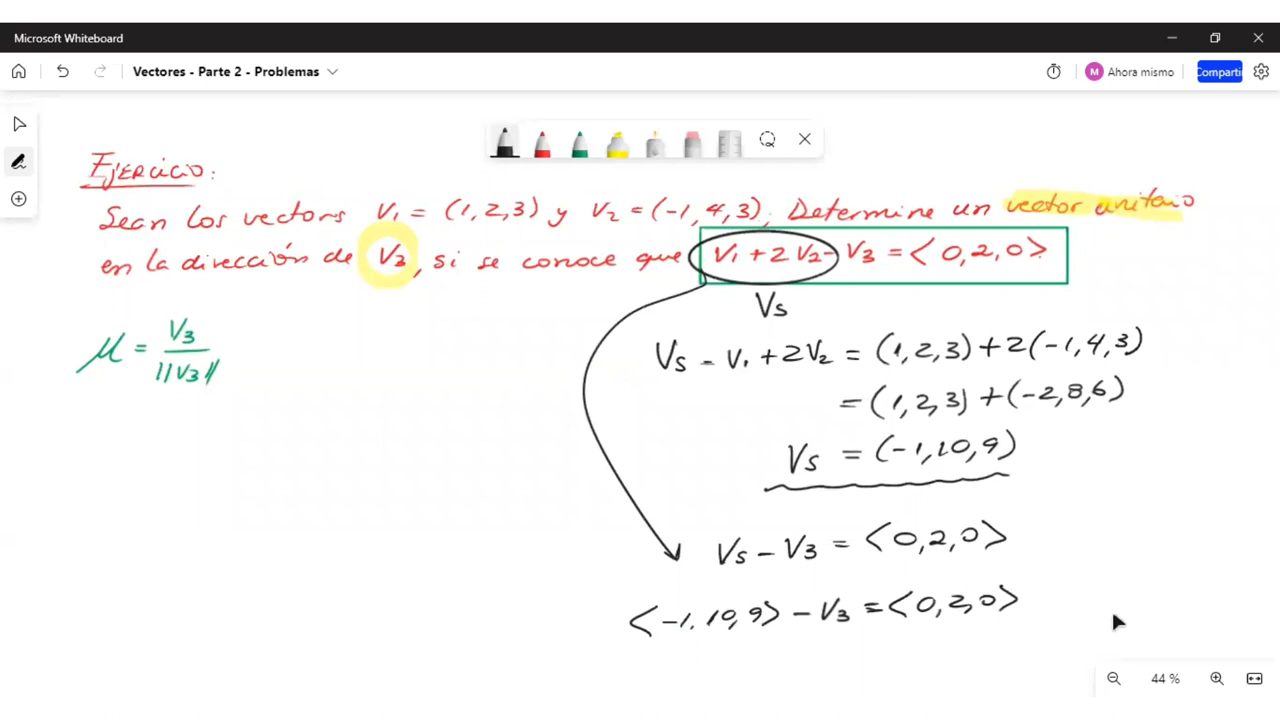 Microsoft Whiteboard
Vectores - Parte 2 - Problemas
M Ahora mismo
Comparti
Ejercicio:
Sean los vectors V₁ = (1,2,3) y V₂ = (-1,4,3), Determine un vector unitaio
en la dirección de V₃, si se conoce que V₁ + 2V₂ - V₃ = <0,2,0>.
Vs
μ = V₃ / ||V₃||
Vs = V₁ + 2V₂ = (1,2,3) + 2(-1,4,3)
= (1,2,3) + (-2,8,6)
Vs = (-1,10,9)
Vs - V₃ = <0,2,0>
<-1,10,9> - V₃ = <0,2,0>
44 %